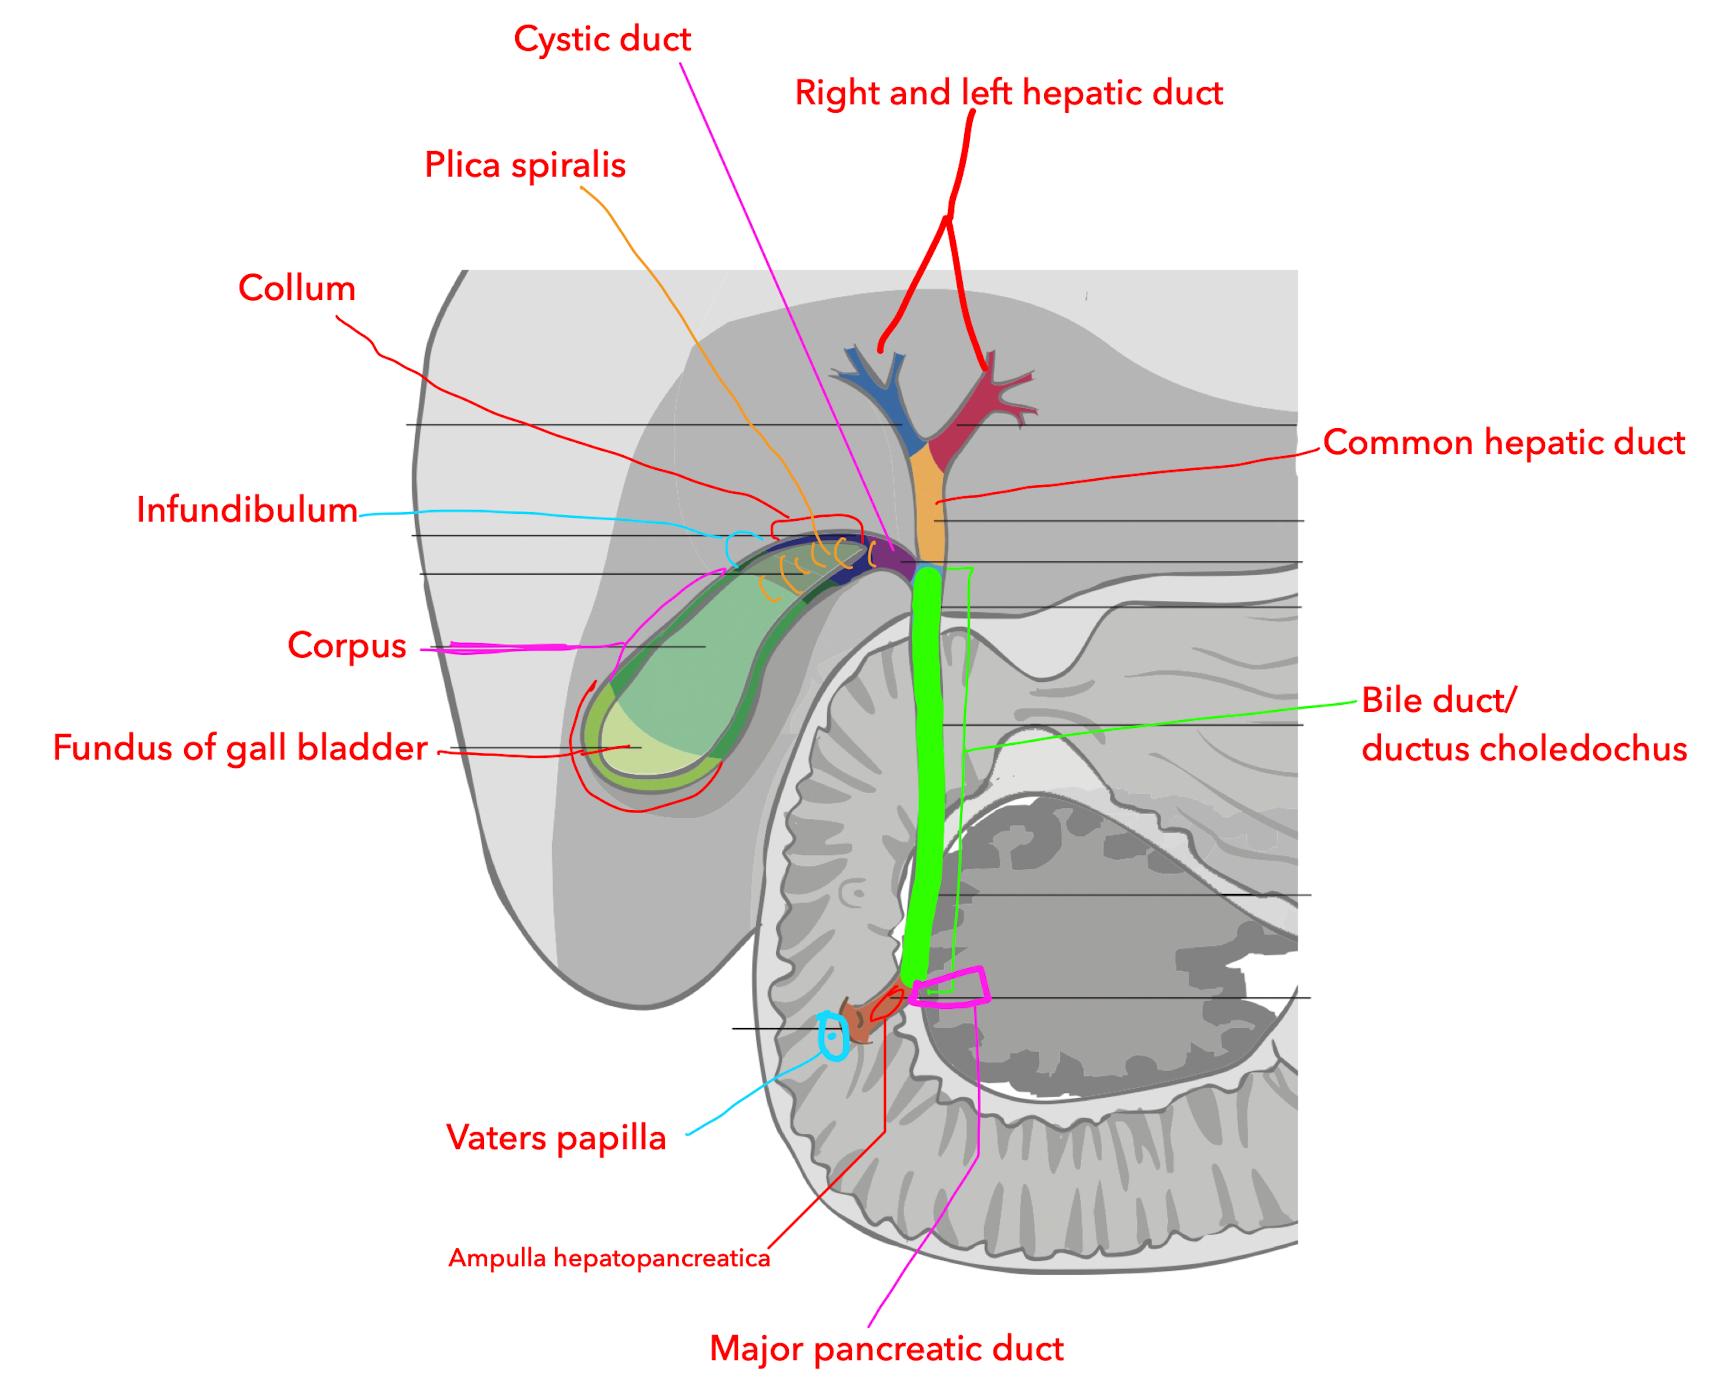 Cystic duct
Right and left hepatic duct
Plica spiralis
Collum
Common hepatic duct
Infundibulum
Corpus
Bile duct/
ductus choledochus
Fundus of gall bladder
Vaters papilla
Ampulla hepatopancreatica
Major pancreatic duct